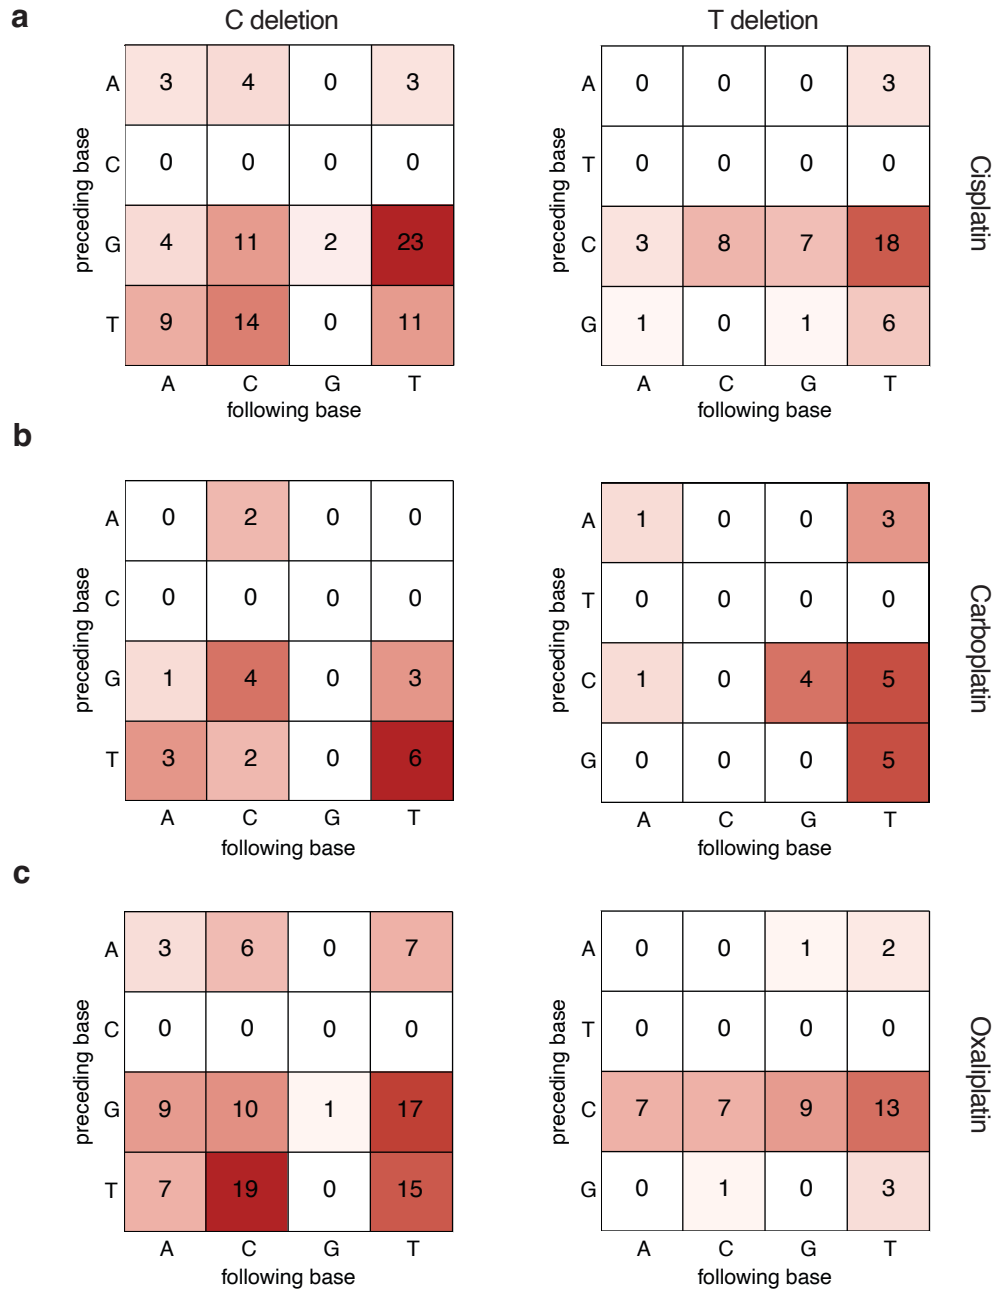 a
C deletion
T deletion
A 3 4 0 3
C 0 0 0 0
G 4 11 2 23
T 9 14 0 11
A C G T
preceding base
following base
A 0 0 0 3
T 0 0 0 0
C 3 8 7 18
G 1 0 1 6
A C G T
preceding base
following base
Cisplatin
b
A 0 2 0 0
C 0 0 0 0
G 1 4 0 3
T 3 2 0 6
A C G T
preceding base
following base
A 1 0 0 3
T 0 0 0 0
C 1 0 4 5
G 0 0 0 5
A C G T
preceding base
following base
Carboplatin
c
A 3 6 0 7
C 0 0 0 0
G 9 10 1 17
T 7 19 0 15
A C G T
preceding base
following base
A 0 0 1 2
T 0 0 0 0
C 7 7 9 13
G 0 1 0 3
A C G T
preceding base
following base
Oxaliplatin